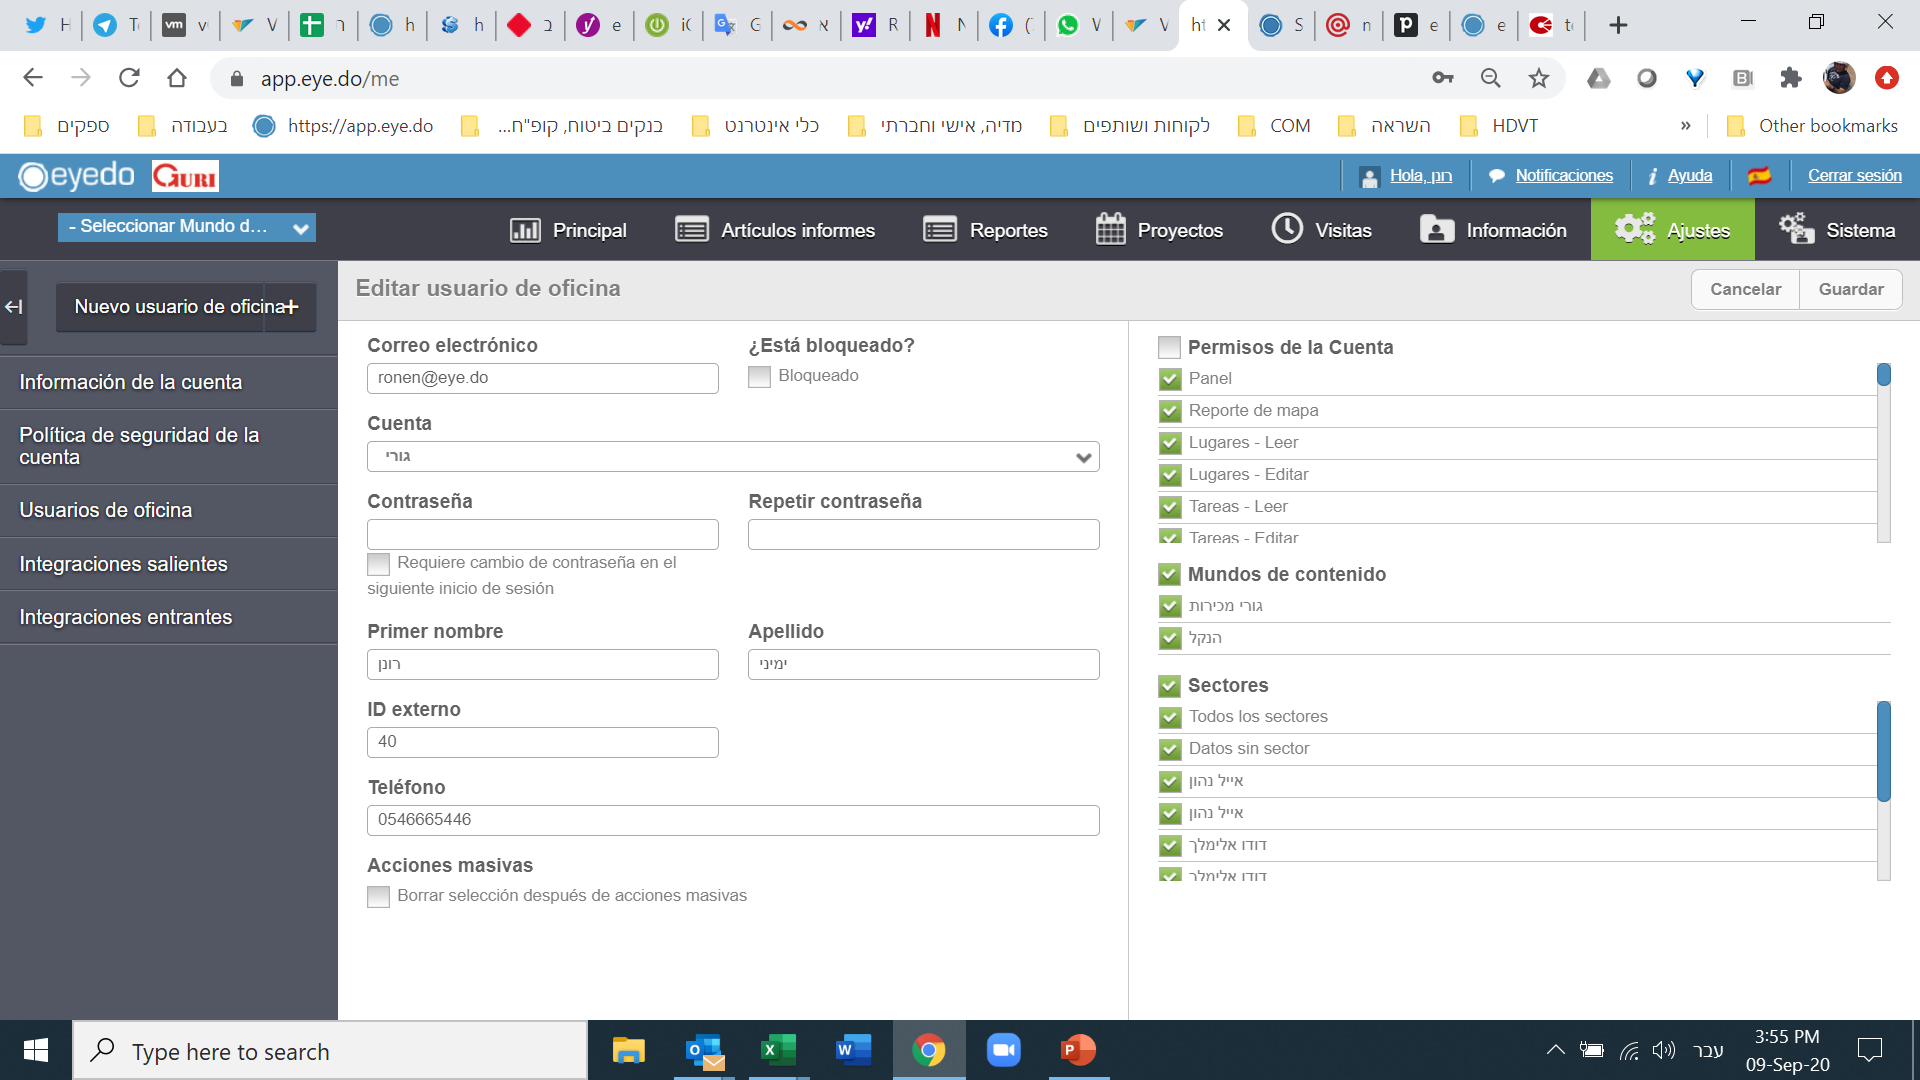 app.eye.do/me
ספקים
בעבודה
https://app.eye.do
בנקים ביטוח, קופ"ח...
כלי אינטרנט
מדיה, אישי וחברתי
לקוחות ושותפים
COM
השראה
HDVT
»
Other bookmarks
eyedo
GURI
Hola, רונן
Notificaciones
Ayuda
Cerrar sesión
- Seleccionar Mundo d...
Principal
Artículos informes
Reportes
Proyectos
Visitas
Información
Ajustes
Sistema
Nuevo usuario de oficina+
Información de la cuenta
Política de seguridad de la
cuenta
Usuarios de oficina
Integraciones salientes
Integraciones entrantes
Editar usuario de oficina
Cancelar
Guardar
Correo electrónico
ronen@eye.do
¿Está bloqueado?
Bloqueado
Cuenta
גורי
Contraseña
Repetir contraseña
Requiere cambio de contraseña en el
siguiente inicio de sesión
Primer nombre
רונן
Apellido
ימיני
ID externo
40
Teléfono
0546665446
Acciones masivas
Borrar selección después de acciones masivas
Permisos de la Cuenta
Panel
Reporte de mapa
Lugares - Leer
Lugares - Editar
Tareas - Leer
Tareas - Editar
Mundos de contenido
גורי מכירות
הנקל
Sectores
Todos los sectores
Datos sin sector
אייל נהון
אייל נהון
דודו אלימלך
דודו אלימלך
Type here to search
עבר
3:55 PM
09-Sep-20